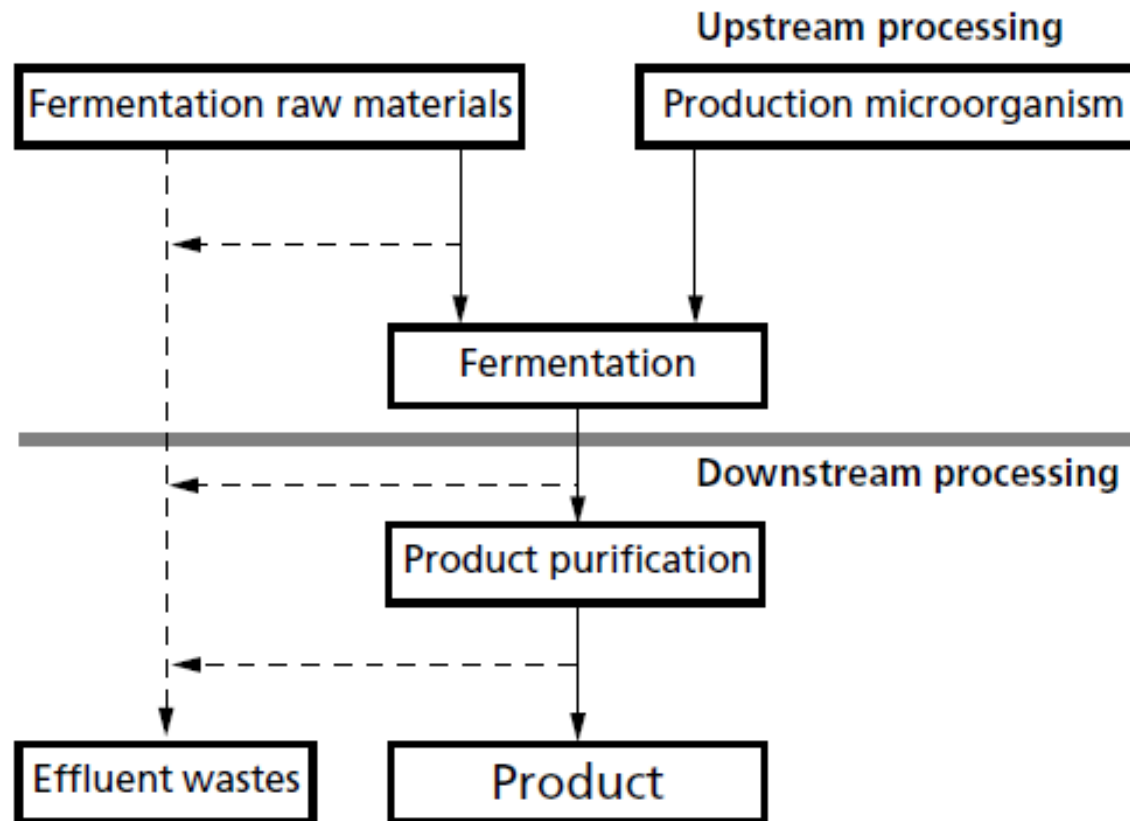 Upstream processing
Fermentation raw materials
Production microorganism
Fermentation
Downstream processing
Product purification
Effluent wastes
Product